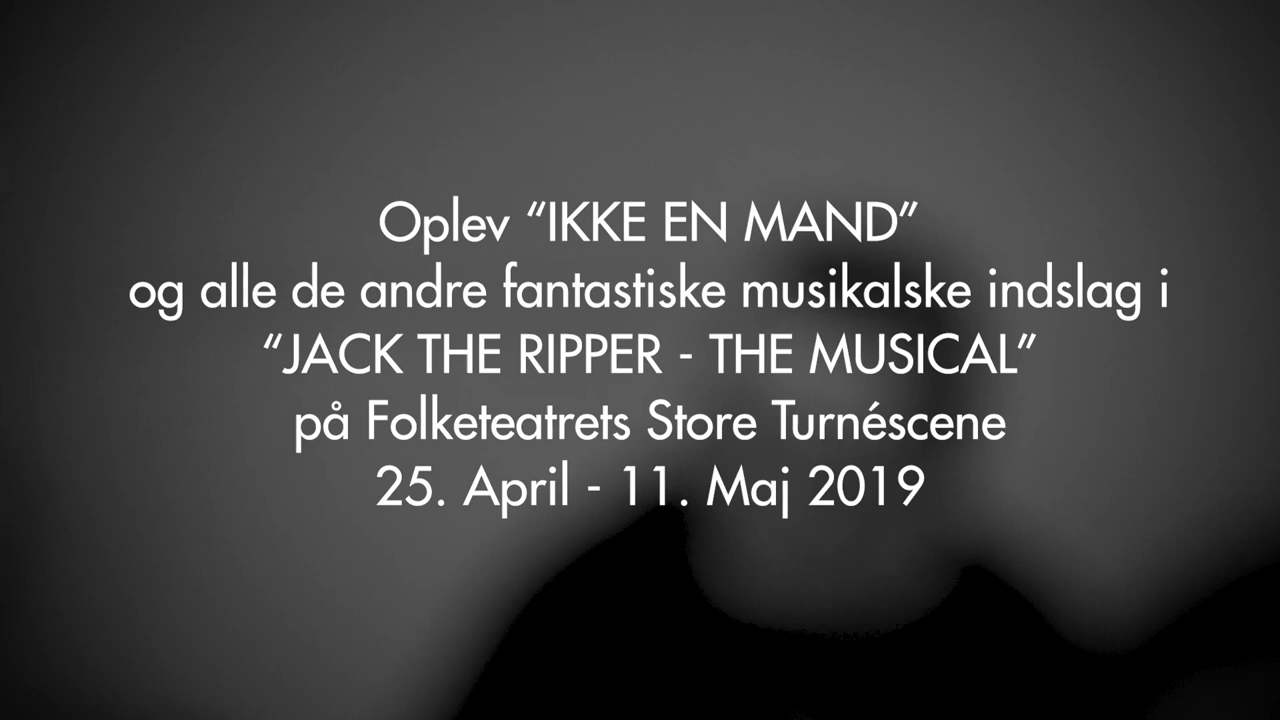 Oplev “IKKE EN MAND”
og alle de andre fantastiske musikalske indslag i
“JACK THE RIPPER - THE MUSICAL”
på Folketeatrets Store Turnéscene
25. April - 11. Maj 2019